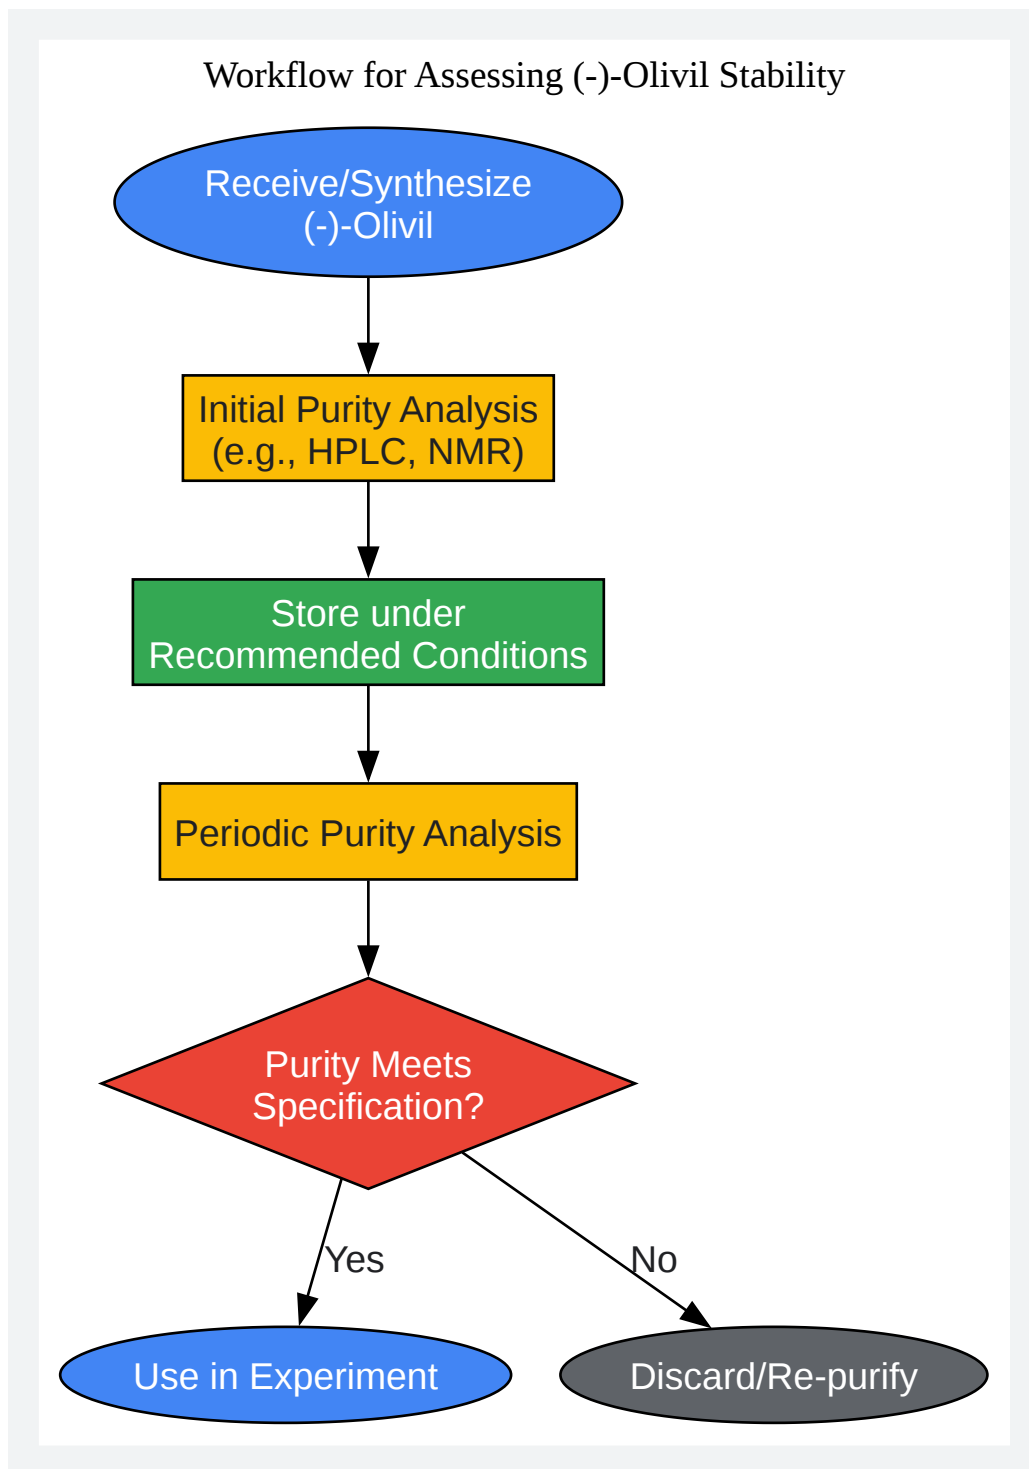 Workflow for Assessing (-)-Olivil Stability
Receive/Synthesize
(-)-Olivil
Initial Purity Analysis
(e.g., HPLC, NMR)
Store under
Recommended Conditions
Periodic Purity Analysis
Purity Meets
Specification?
Yes
No
Use in Experiment
Discard/Re-purify